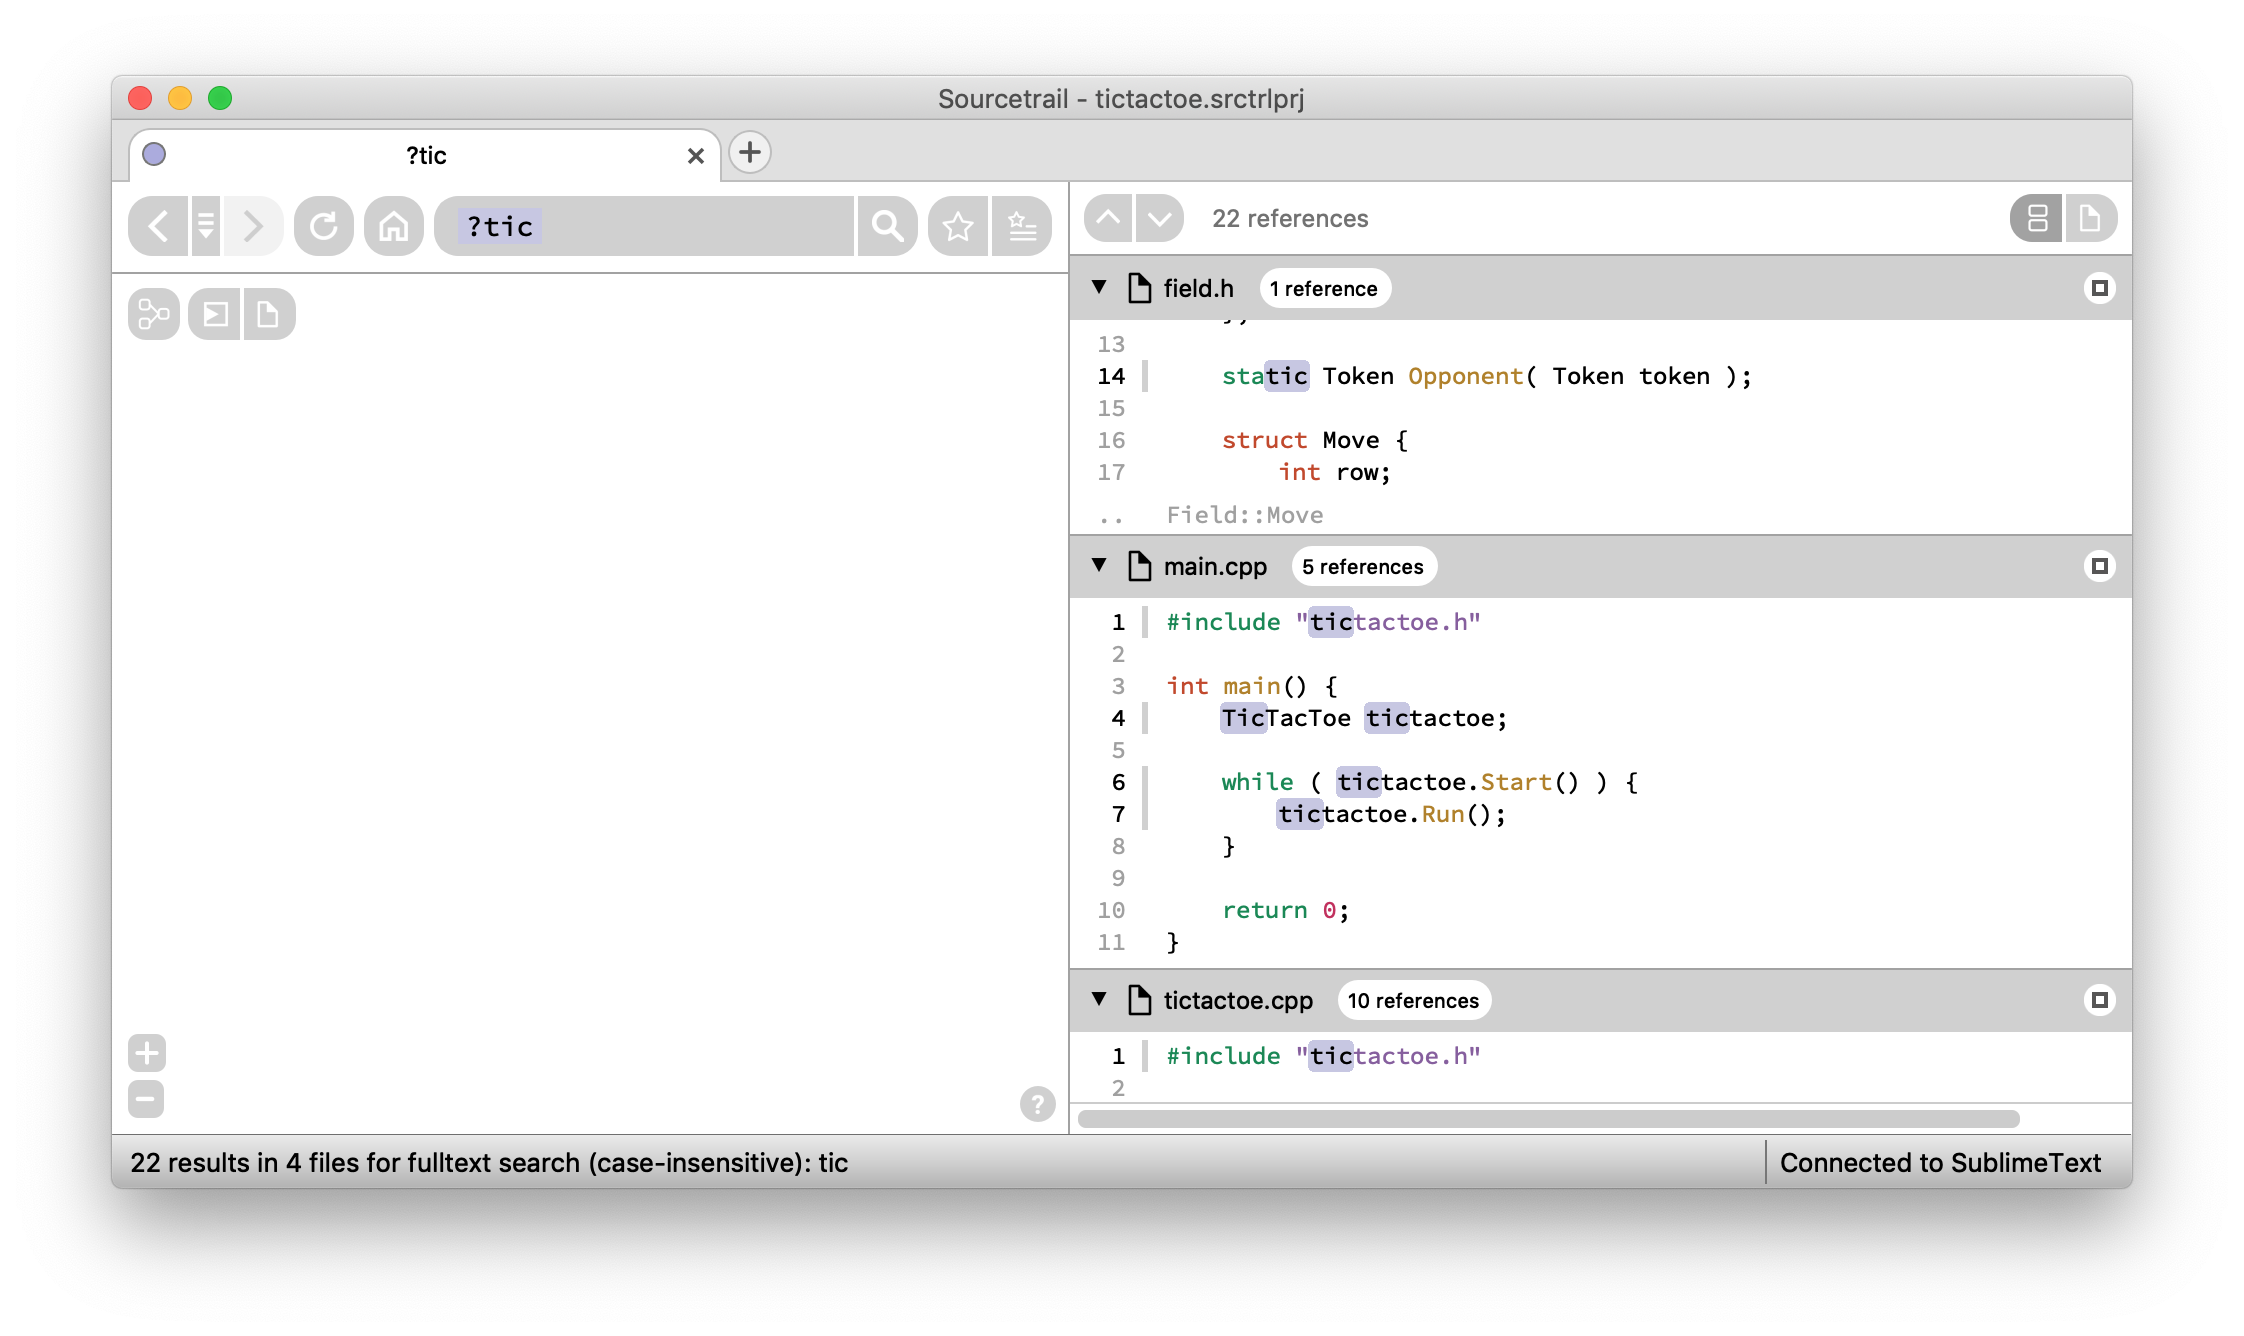 Sourcetrail - tictactoe.srctrlprj
?tic
?tic
22 references
field.h 1 reference
13
14 static Token Opponent( Token token );
15
16 struct Move {
17 int row;
.. Field::Move
main.cpp 5 references
1 #include "tictactoe.h"
2
3 int main() {
4 TicTacToe tictactoe;
5
6 while ( tictactoe.Start() ) {
7 tictactoe.Run();
8 }
9
10 return 0;
11 }
tictactoe.cpp 10 references
1 #include "tictactoe.h"
2
?
22 results in 4 files for fulltext search (case-insensitive): tic
Connected to SublimeText